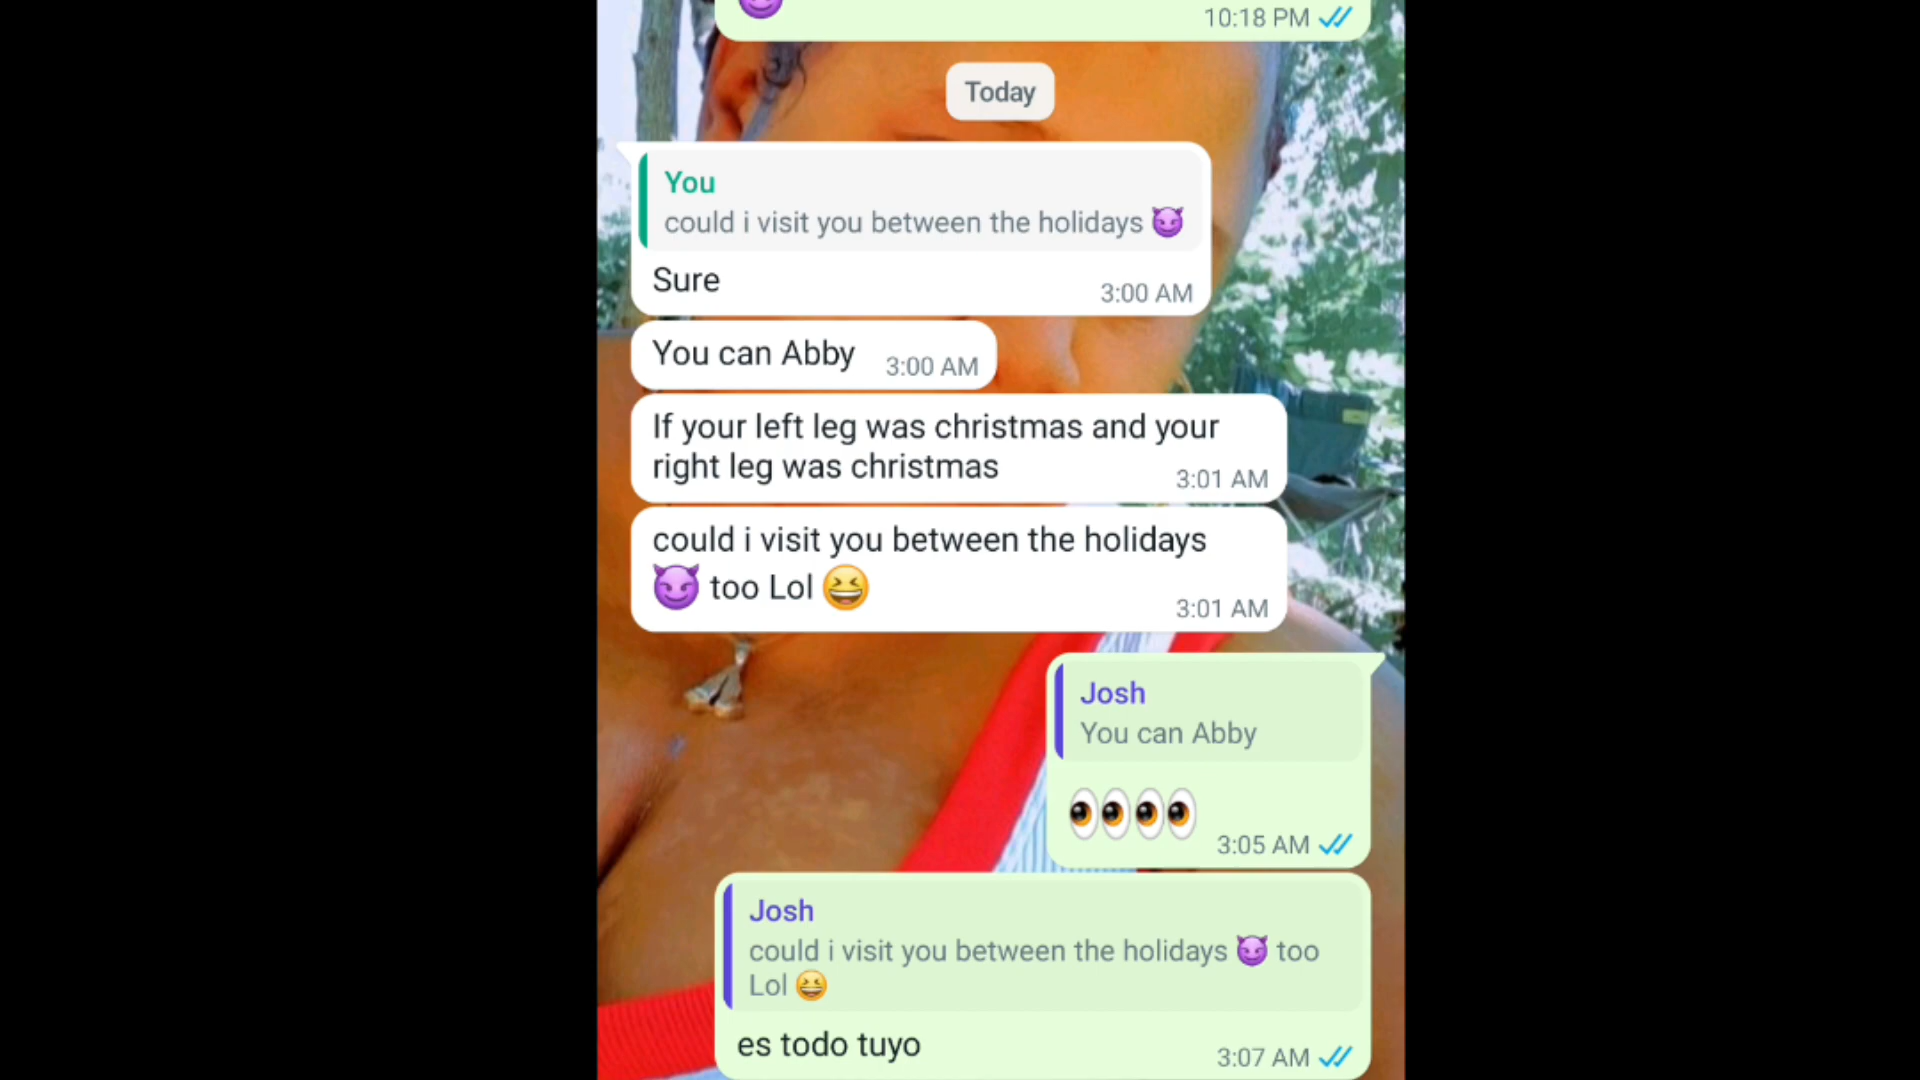 10:18 PM
Today
You
could i visit you between the holidays 😈
Sure
3:00 AM
You can Abby
3:00 AM
If your left leg was christmas and your
right leg was christmas
3:01 AM
could i visit you between the holidays
😈 too Lol 😆
3:01 AM
Josh
You can Abby
👀👀
3:05 AM
Josh
could i visit you between the holidays 😈 too
Lol 😆
es todo tuyo
3:07 AM